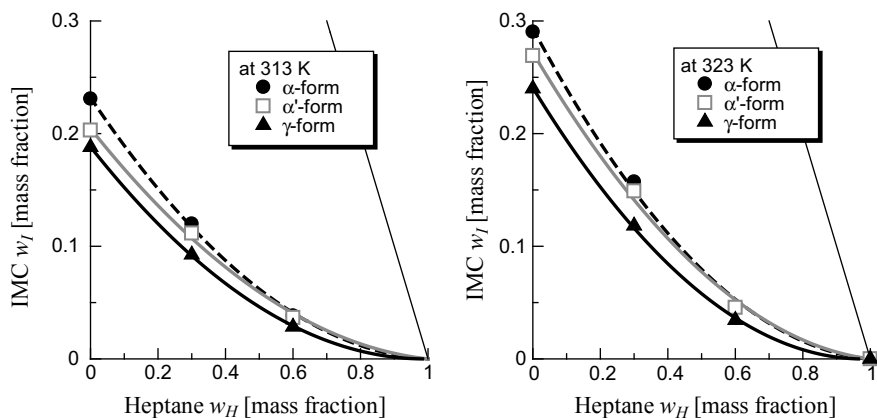 0.3
at 313 K
α-form
α'-form
γ-form
0.2
0.1
0
IMC w_I [mass fraction]
0 0.2 0.4 0.6 0.8 1
Heptane w_H [mass fraction]
0.3
at 323 K
α-form
α'-form
γ-form
0.2
0.1
0
IMC w_I [mass fraction]
0 0.2 0.4 0.6 0.8 1
Heptane w_H [mass fraction]